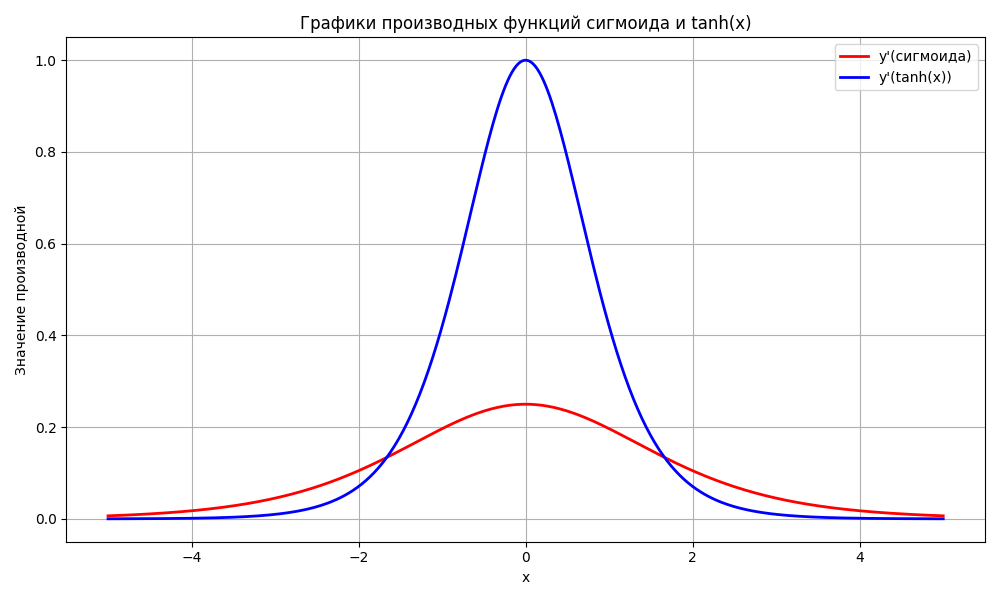 Графики производных функций сигмоида и tanh(x)
y'(сигмоида)
y'(tanh(x))
Значение производной
1.0
0.8
0.6
0.4
0.2
0.0
−4
−2
0
2
4
x